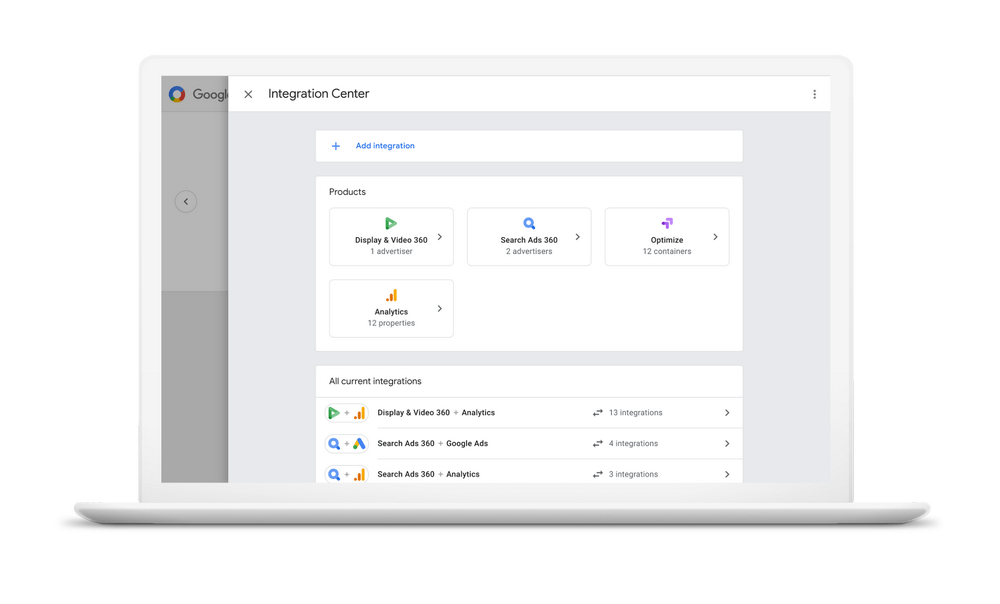 Googl
Integration Center
+ Add integration
Products
Display & Video 360
1 advertiser
Search Ads 360
2 advertisers
Optimize
12 containers
Analytics
12 properties
All current integrations
+ Display & Video 360 + Analytics 13 integrations
+ Search Ads 360 + Google Ads 4 integrations
+ Search Ads 360 + Analytics 3 integrations